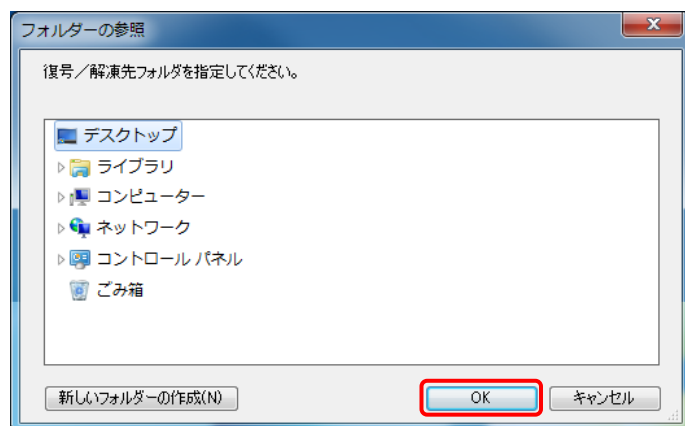 フォルダーの参照
復号／解凍先フォルダを指定してください。
デスクトップ
ライブラリ
コンピューター
ネットワーク
コントロール パネル
ごみ箱
新しいフォルダーの作成(N)
OK
キャンセル